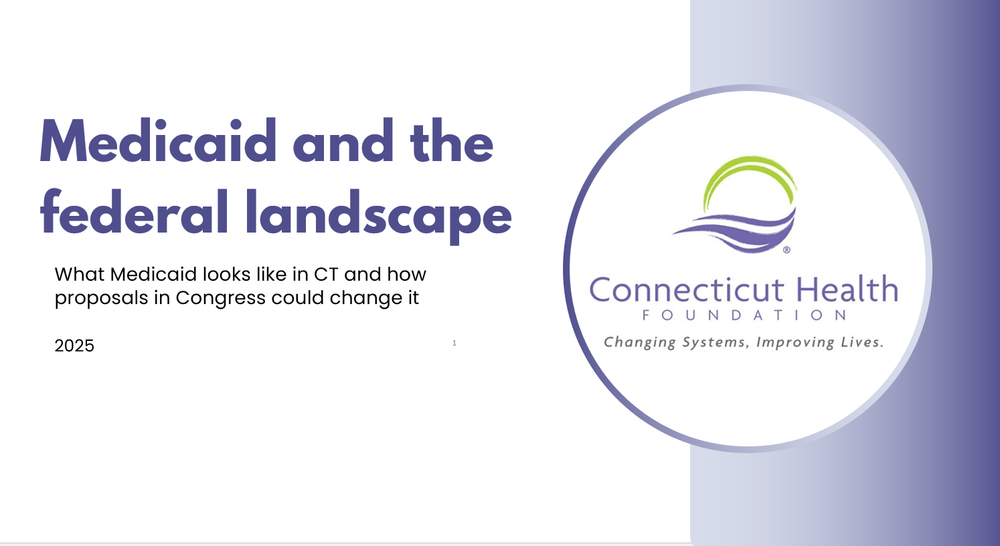 Medicaid and the
federal landscape
What Medicaid looks like in CT and how
proposals in Congress could change it
2025
1
®
Connecticut Health
FOUNDATION
Changing Systems, Improving Lives.